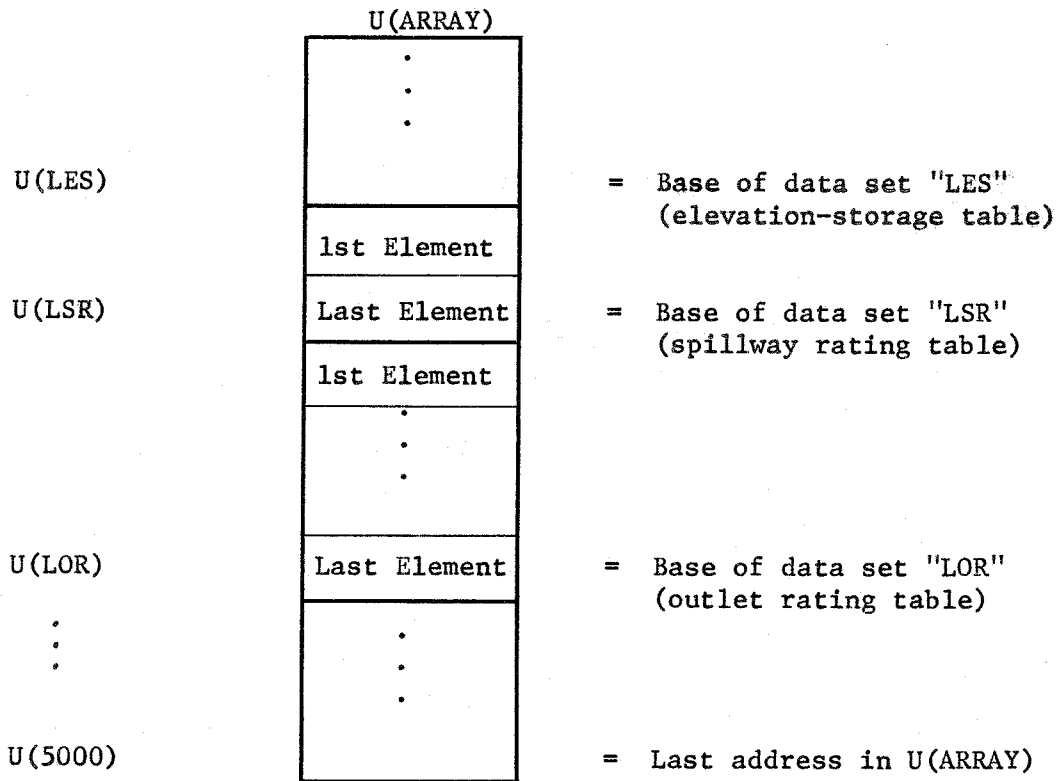 U(ARRAY)
U(LES) = Base of data set "LES"
(elevation-storage table)
1st Element
U(LSR) Last Element = Base of data set "LSR"
(spillway rating table)
1st Element
U(LOR) Last Element = Base of data set "LOR"
(outlet rating table)
U(5000) = Last address in U(ARRAY)